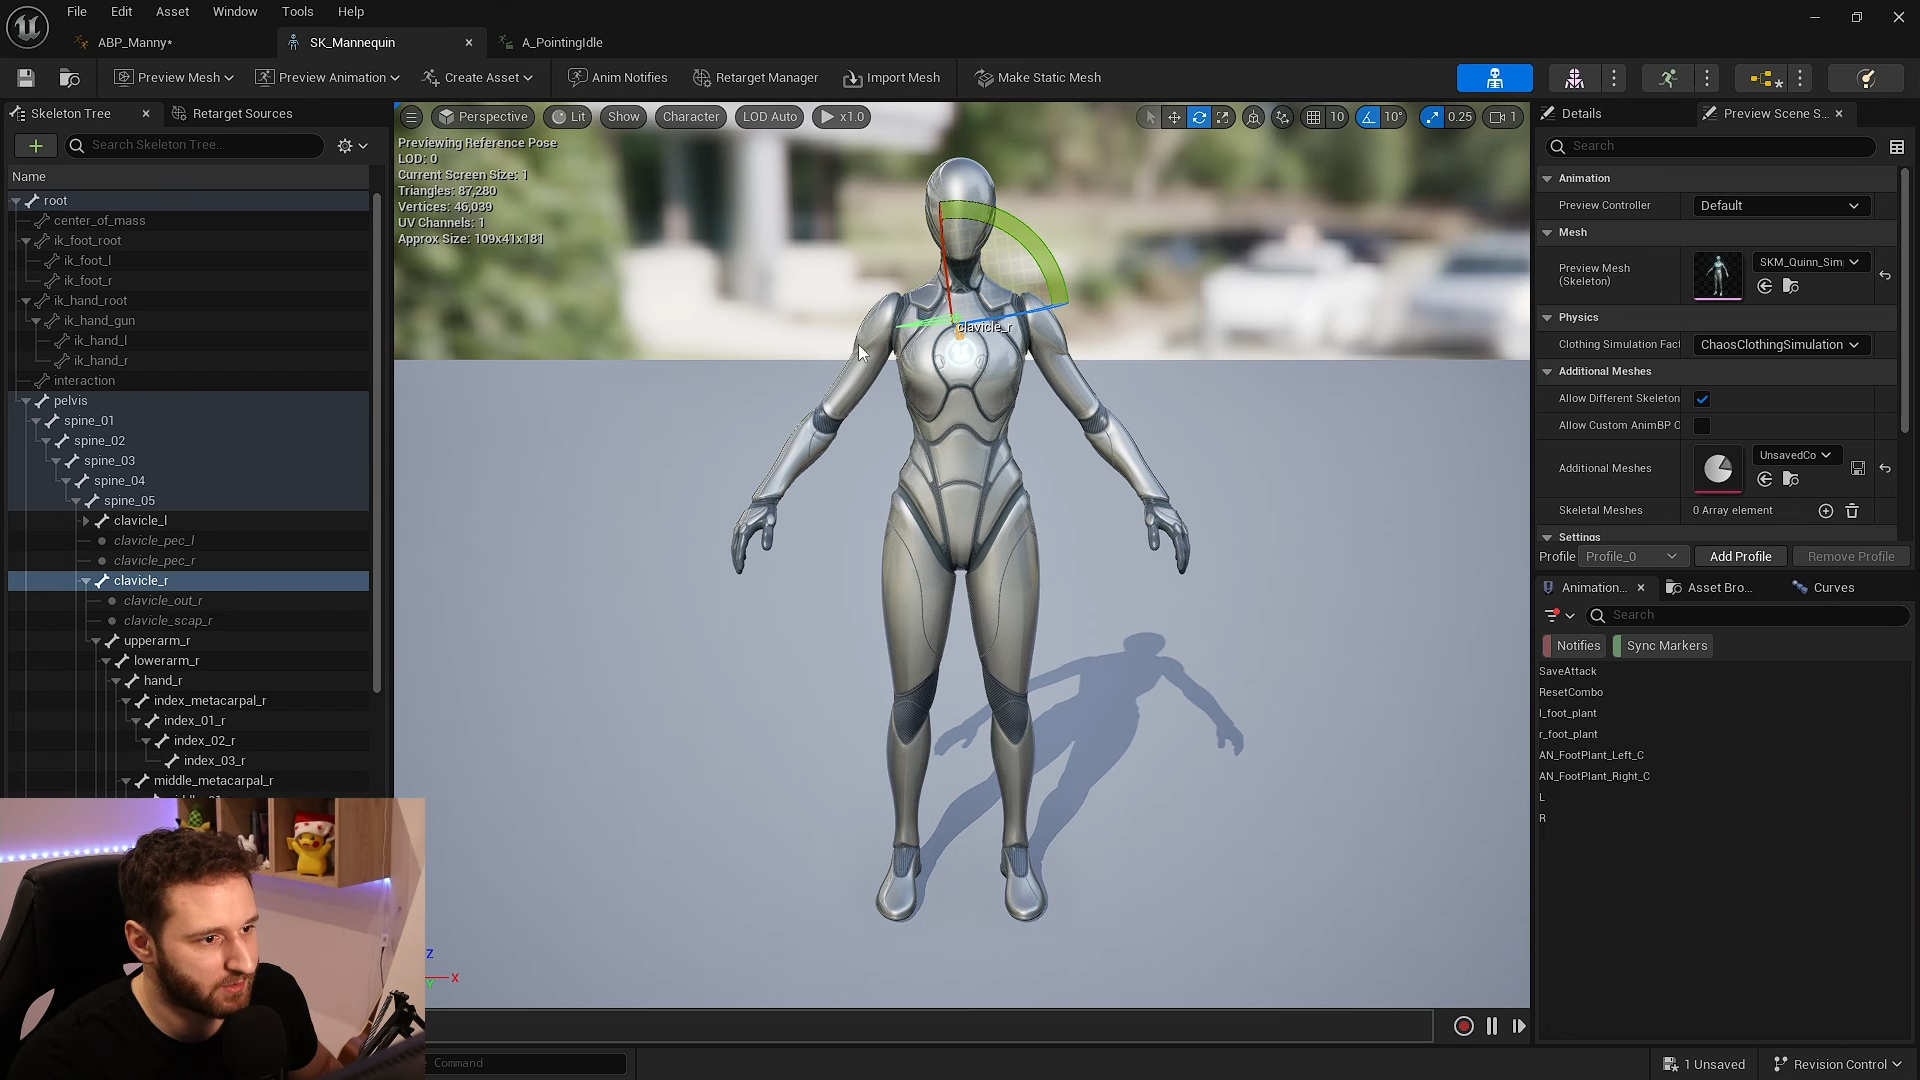 File Edit Asset Window Tools Help
ABP_Manny*
SK_Mannequin
A_PointingIdle
Preview Mesh
Preview Animation
Create Asset
Anim Notifies
Retarget Manager
Import Mesh
Make Static Mesh
Skeleton Tree
Retarget Sources
Search Skeleton Tree...
Name
root
center_of_mass
ik_foot_root
ik_foot_l
ik_foot_r
ik_hand_root
ik_hand_gun
ik_hand_l
ik_hand_r
interaction
pelvis
spine_01
spine_02
spine_03
spine_04
spine_05
clavicle_l
clavicle_pec_l
clavicle_pec_r
clavicle_r
clavicle_out_r
clavicle_scap_r
upperarm_r
lowerarm_r
hand_r
index_metacarpal_r
index_01_r
index_02_r
index_03_r
middle_metacarpal_r
Perspective
Lit
Show
Character
LOD Auto
x1.0
10
10°
0.25
1
Previewing Reference Pose
LOD: 0
Current Screen Size: 1
Triangles: 87,280
Vertices: 46,039
UV Channels: 1
Approx Size: 109x41x181
clavicle_r
Z
X
Y
Command
Details
Preview Scene S...
Search
Animation
Preview Controller
Default
Mesh
Preview Mesh
(Skeleton)
SKM_Quinn_Sim
Physics
Clothing Simulation Fact
ChaosClothingSimulation
Additional Meshes
Allow Different Skeleton
Allow Custom AnimBP O
Additional Meshes
UnsavedCo
Skeletal Meshes
0 Array element
Settings
Profile
Profile_0
Add Profile
Remove Profile
Animation...
Asset Bro...
Curves
Search
Notifies
Sync Markers
SaveAttack
ResetCombo
l_foot_plant
r_foot_plant
AN_FootPlant_Left_C
AN_FootPlant_Right_C
L
R
1 Unsaved
Revision Control